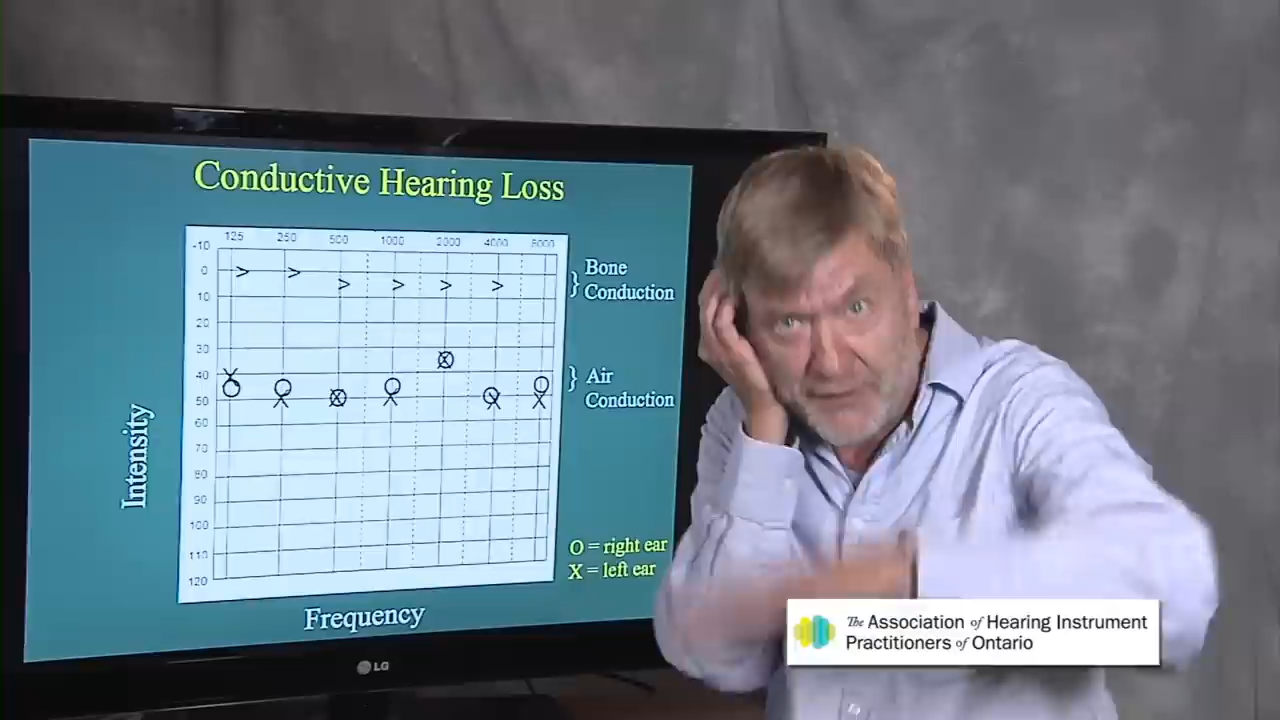 Conductive Hearing Loss
125 250 500 1000 2000 4000 8000
-10
0
10
20
30
40
50
60
70
80
90
100
110
120
Intensity
Frequency
Bone
Conduction
Air
Conduction
O = right ear
X = left ear
LG
The Association of Hearing Instrument
Practitioners of Ontario